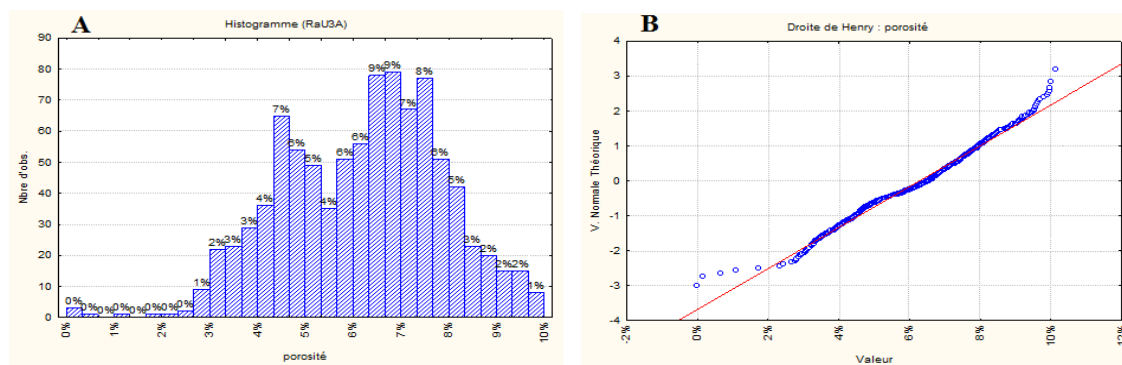 A
Histogramme (RaU3A)
Nbre d'obs.
90
80
70
60
50
40
30
20
10
0
0% 0% 0% 0% 0% 0% 0% 0% 1% 2% 3% 3% 4% 7% 6% 5% 4% 6% 6% 9% 9% 7% 8% 6% 5% 3% 2% 2% 2% 1%
0% 1% 2% 3% 4% 5% 6% 7% 8% 9% 10%
porosité
B
Droite de Henry : porosité
V. Normale Théorique
4
3
2
1
0
-1
-2
-3
-4
-2% 0% 2% 4% 6% 8% 10% 12%
Valeur